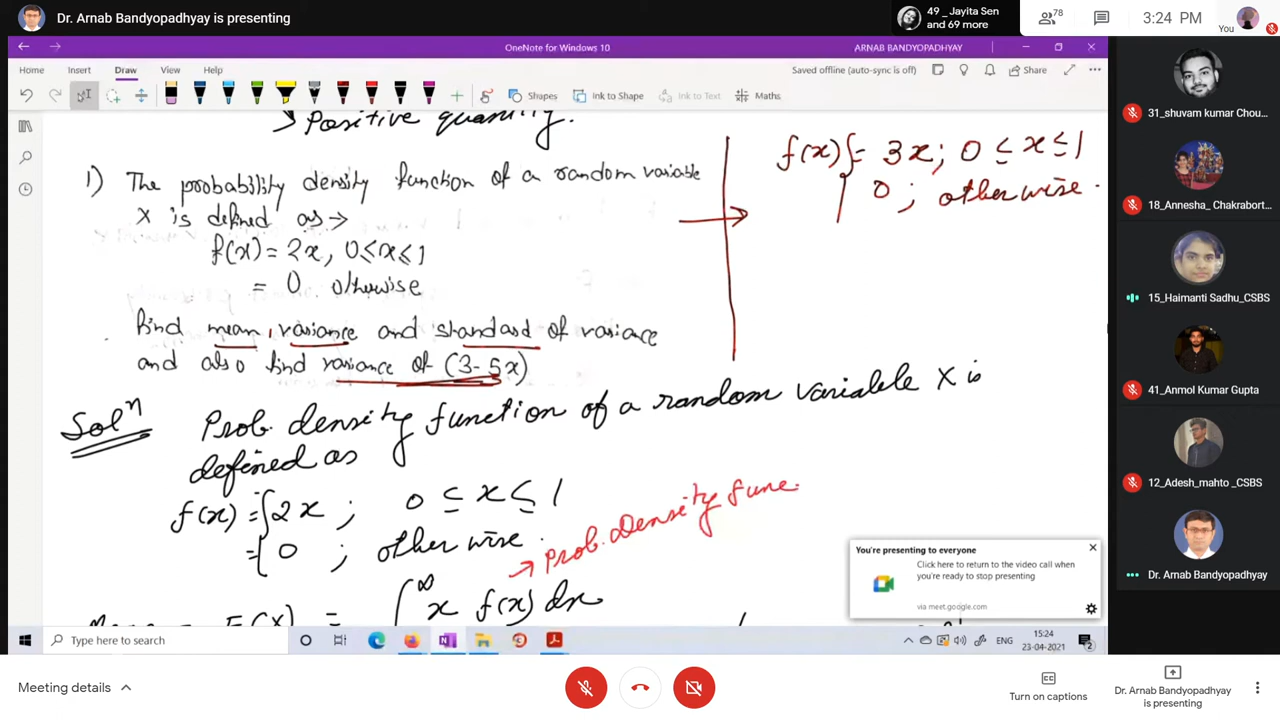 Dr. Arnab Bandyopadhyay is presenting
49 _ Jayita Sen
and 69 more
78
3:24 PM
You
OneNote for Windows 10
ARNAB BANDYOPADHYAY
Home Insert Draw View Help
Saved offline (auto-sync is off)
Share
Shapes
Ink to Shape
Ink to Text
Maths
→ Positive quantity.
1) The probability density function of a random variable
X is defined as →
f(x) = 2x, 0≤x≤1
= 0 otherwise
find mean, variance and standard of variance
and also find variance of (3-5x)
f(x) = { 3x; 0 ≤ x ≤ 1
0 ; otherwise.
Solⁿ Prob. density function of a random variable X is
defined as
f(x) = { 2x ; 0 ≤ x ≤ 1
= { 0 ; otherwise.
→ Prob. Density func.
E(X) = ∫ ∞ x f(x) dx
You're presenting to everyone
Click here to return to the video call when
you're ready to stop presenting
via meet.google.com
Type here to search
ENG
15:24
23-04-2021
2
31_shuvam kumar Chou...
18_Annesha_ Chakrabort...
15_Haimanti Sadhu_CSBS
41_Anmol Kumar Gupta
12_Adesh_mahto _CSBS
Dr. Arnab Bandyopadhyay
Meeting details
Turn on captions
Dr. Arnab Bandyopadhyay
is presenting